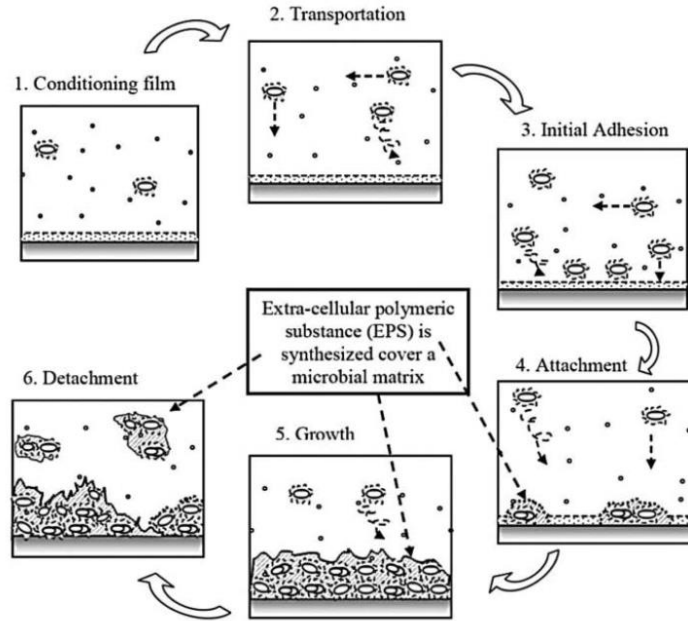 2. Transportation
1. Conditioning film
3. Initial Adhesion
Extra-cellular polymeric
substance (EPS) is
synthesized cover a
microbial matrix
6. Detachment
4. Attachment
5. Growth